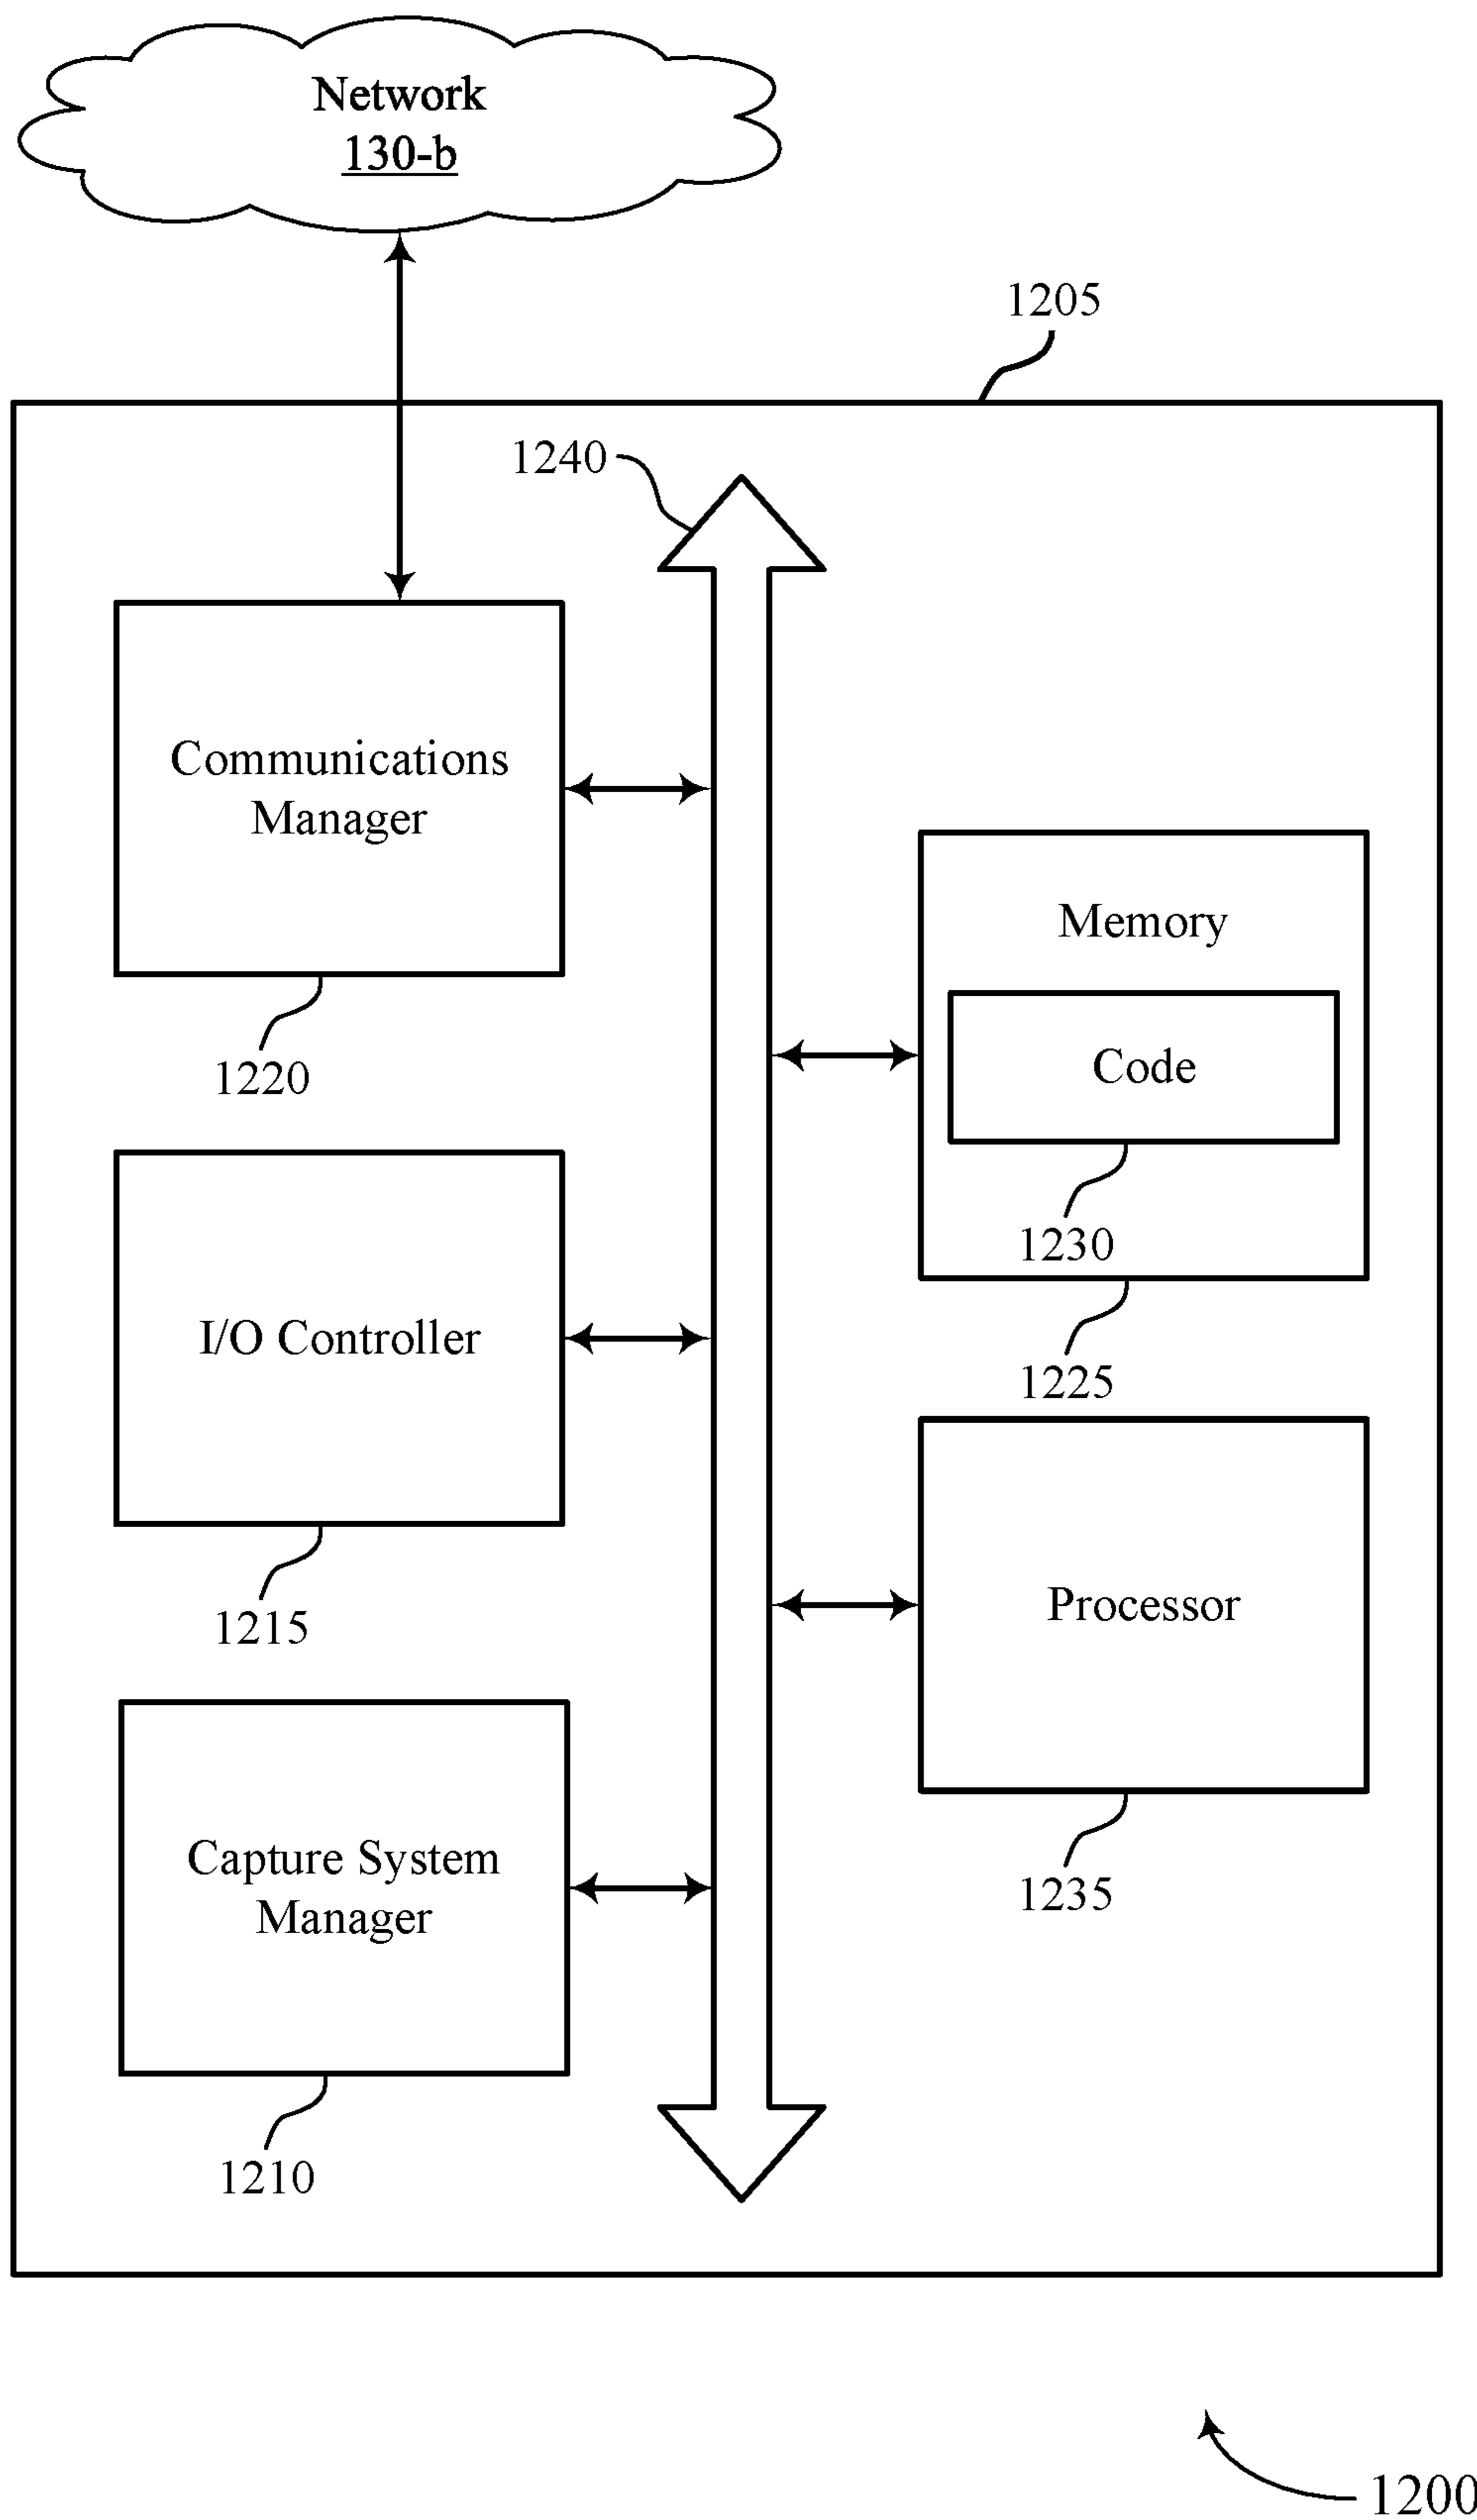 Network
130-b
1205
1240
Communications
Manager
1220
Memory
Code
1230
1225
I/O Controller
1215
Processor
1235
Capture System
Manager
1210
1200